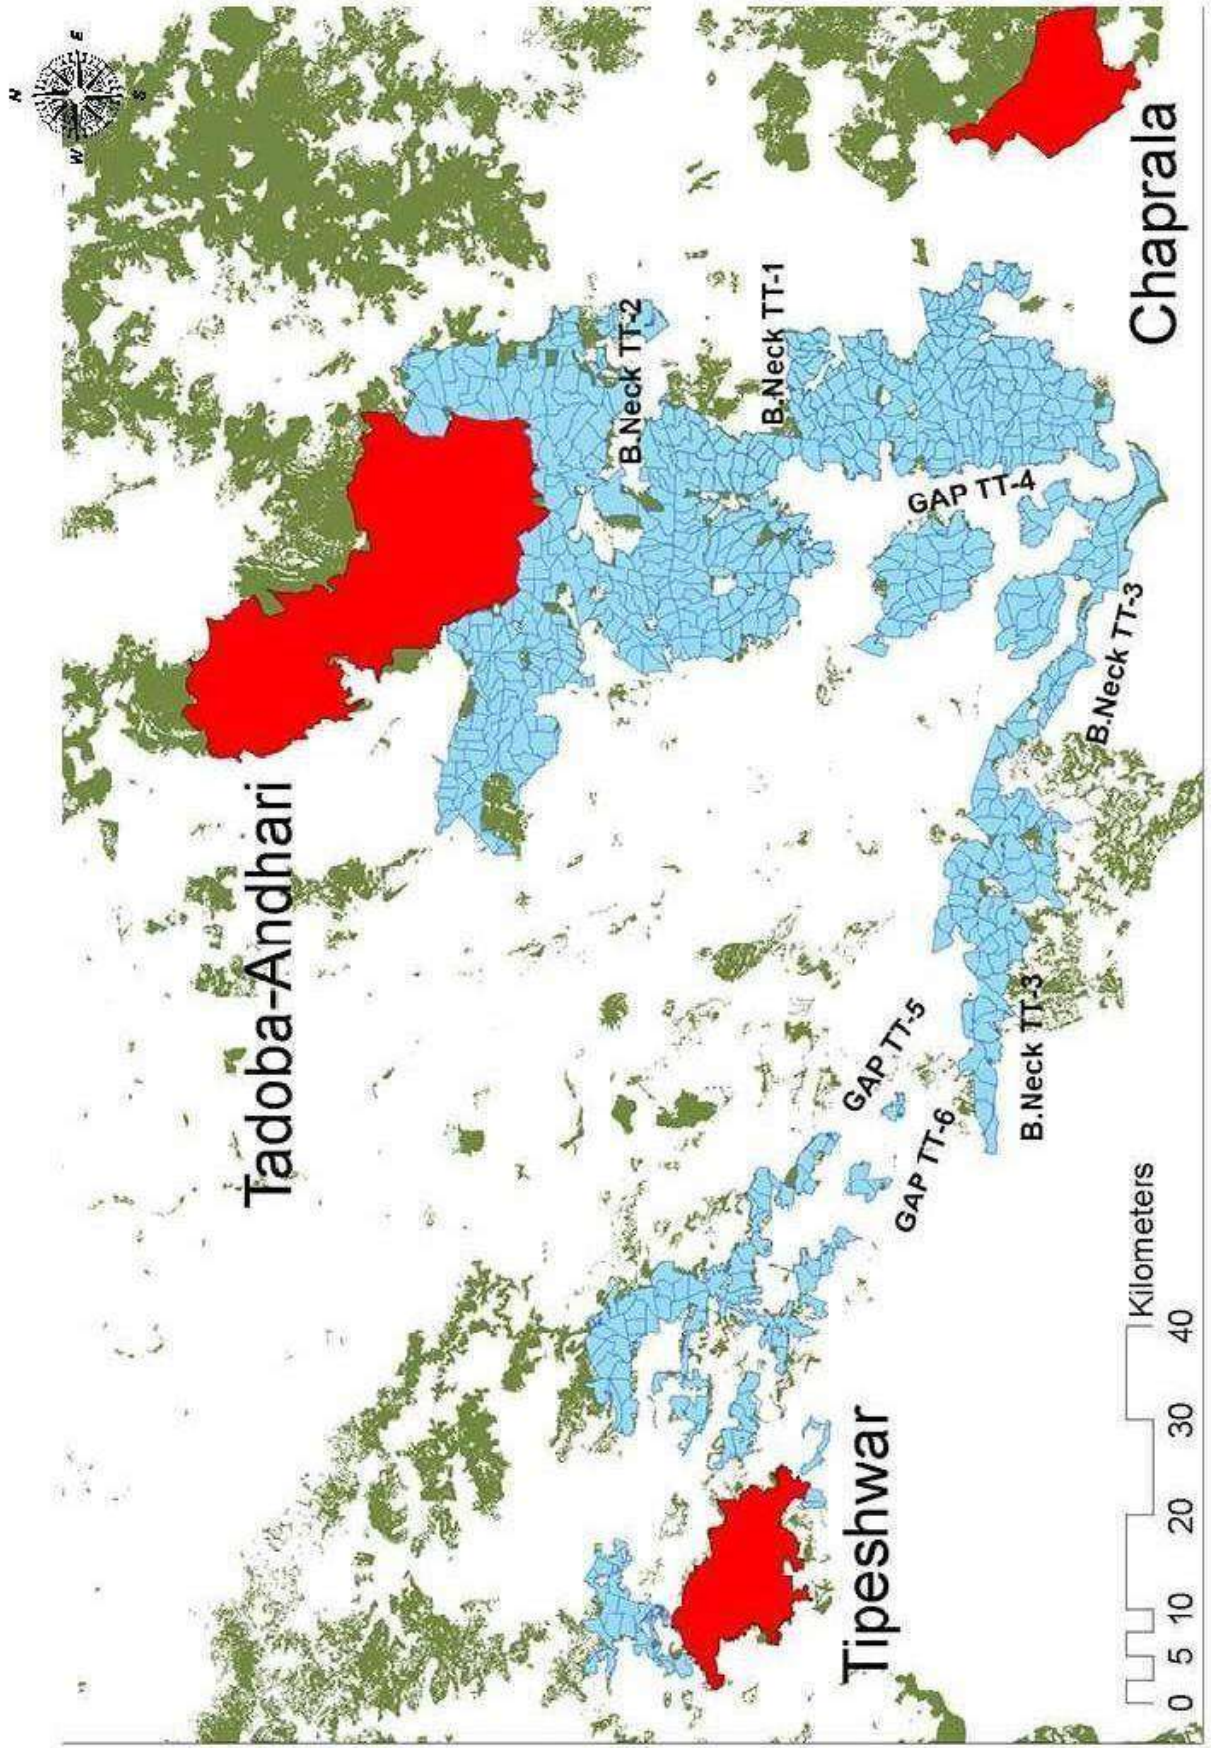 N
E
S
W
Tadoba-Andhari
Chaprala
Tipeshwar
B.Neck TT-2
B.Neck TT-1
GAP TT-4
B.Neck TT-3
B.Neck TT-3
GAP TT-5
GAP TT-6
Kilometers
0 5 10 20 30 40